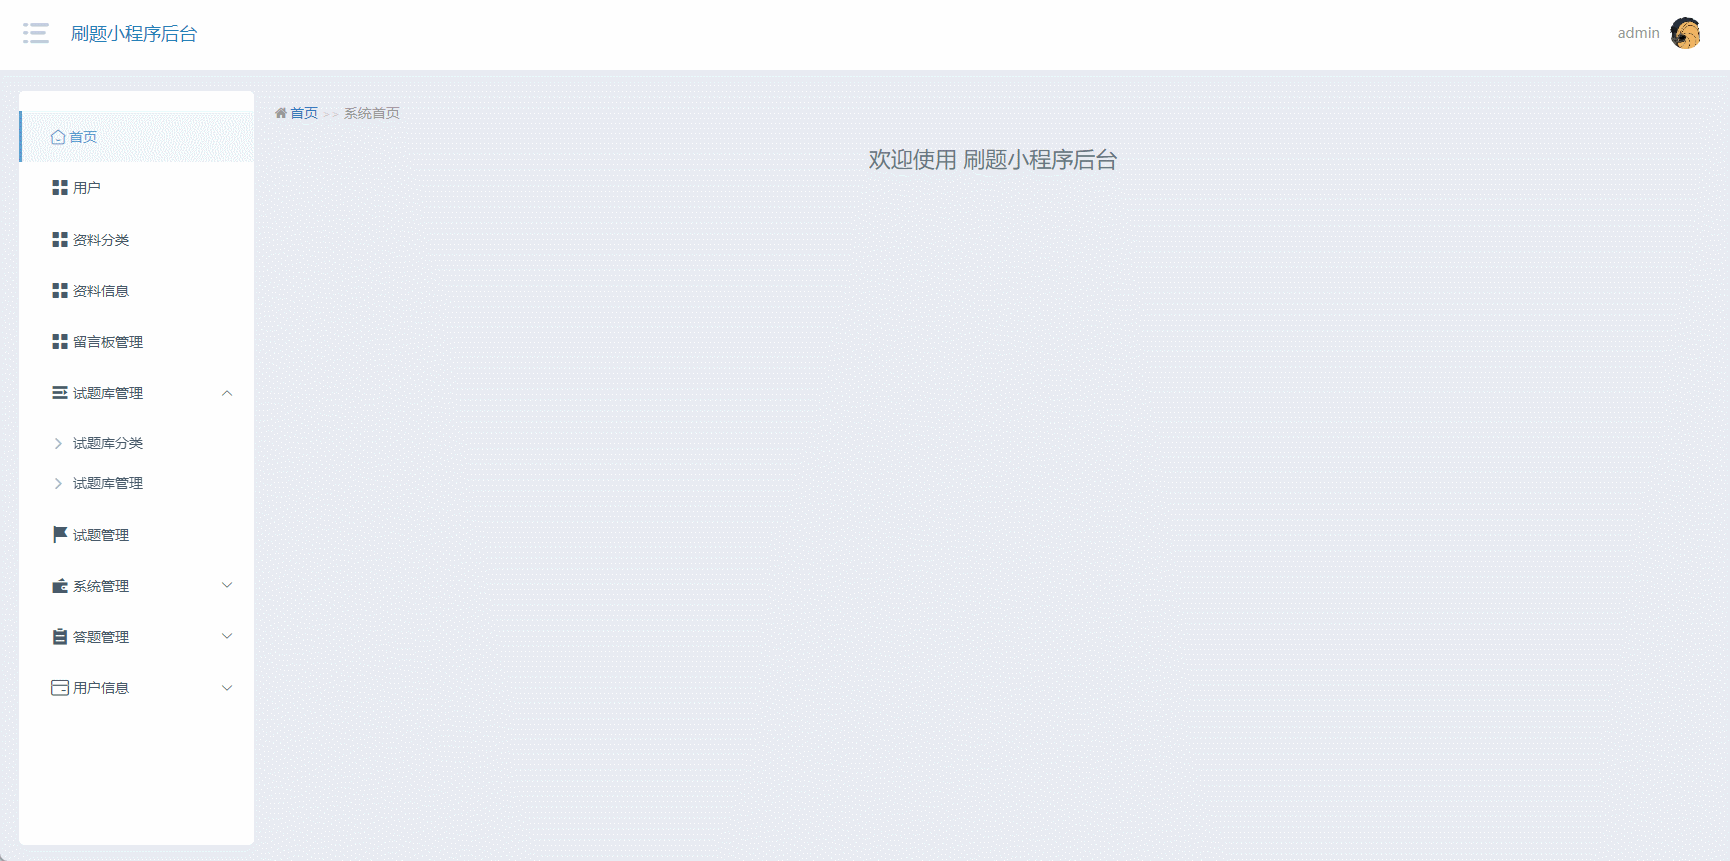 刷题小程序后台
admin
首页 >> 系统首页
欢迎使用 刷题小程序后台
首页
用户
资料分类
资料信息
留言板管理
试题库管理
试题库分类
试题库管理
试题管理
系统管理
答题管理
用户信息